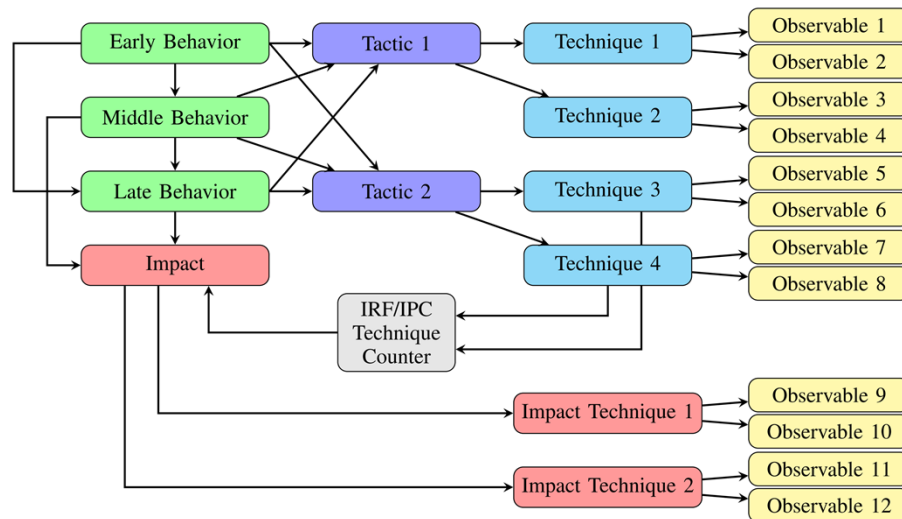 Early Behavior
Tactic 1
Technique 1
Observable 1
Observable 2
Middle Behavior
Technique 2
Observable 3
Observable 4
Late Behavior
Tactic 2
Technique 3
Observable 5
Observable 6
Impact
Technique 4
Observable 7
Observable 8
IRF/IPC
Technique
Counter
Impact Technique 1
Observable 9
Observable 10
Impact Technique 2
Observable 11
Observable 12